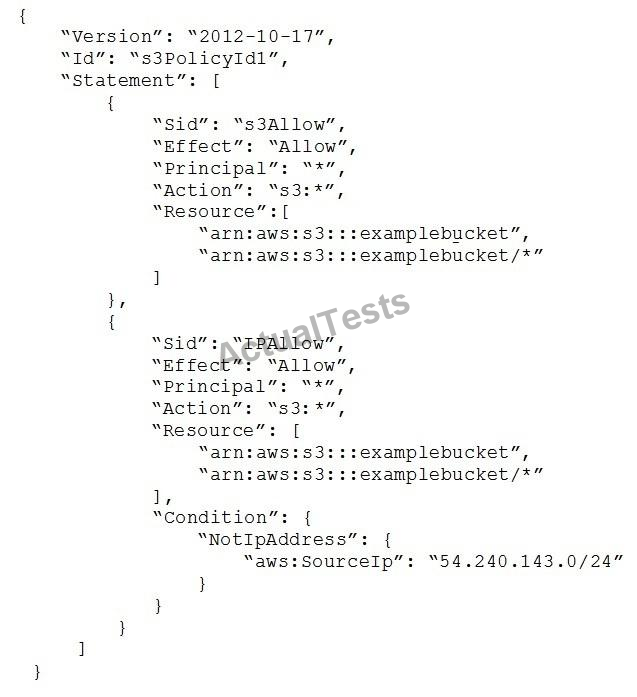 {
“Version”: “2012-10-17”,
“Id”: “s3PolicyId1”,
“Statement”: [
{
“Sid”: “s3Allow”,
“Effect”: “Allow”,
“Principal”: “*”,
“Action”: “s3:*”,
“Resource”:[
“arn:aws:s3:::examplebucket”,
“arn:aws:s3:::examplebucket/*”
]
},
{
ActualTests
“Sid”: “IPAllow”,
“Effect”: “Allow”,
“Principal”: “*”,
“Action”: “s3:*”,
“Resource”: [
“arn:aws:s3:::examplebucket”,
“arn:aws:s3:::examplebucket/*”
],
“Condition”: {
“NotIpAddress”: {
“aws:SourceIp”: “54.240.143.0/24”
}
}
}
]
}